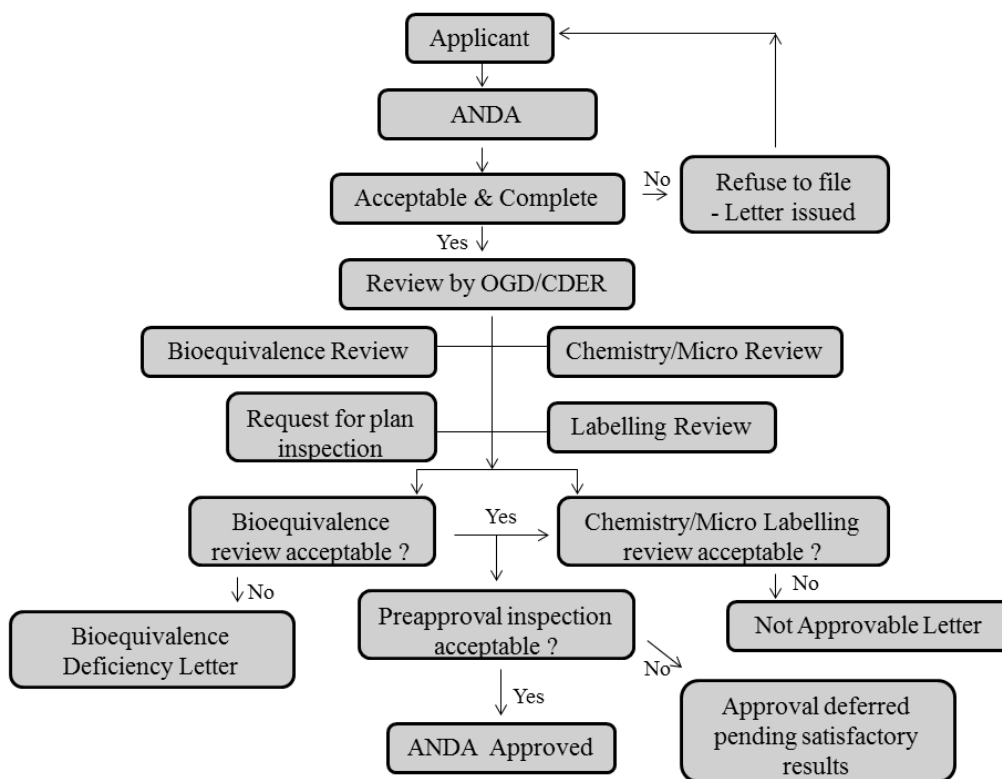 Applicant
ANDA
Acceptable & Complete
No
Refuse to file
- Letter issued
Yes
Review by OGD/CDER
Bioequivalence Review
Chemistry/Micro Review
Request for plan
inspection
Labelling Review
Bioequivalence
review acceptable ?
Yes
Chemistry/Micro Labelling
review acceptable ?
No
Bioequivalence
Deficiency Letter
Preapproval inspection
acceptable ?
No
Not Approvable Letter
Yes
ANDA Approved
No
Approval deferred
pending satisfactory
results